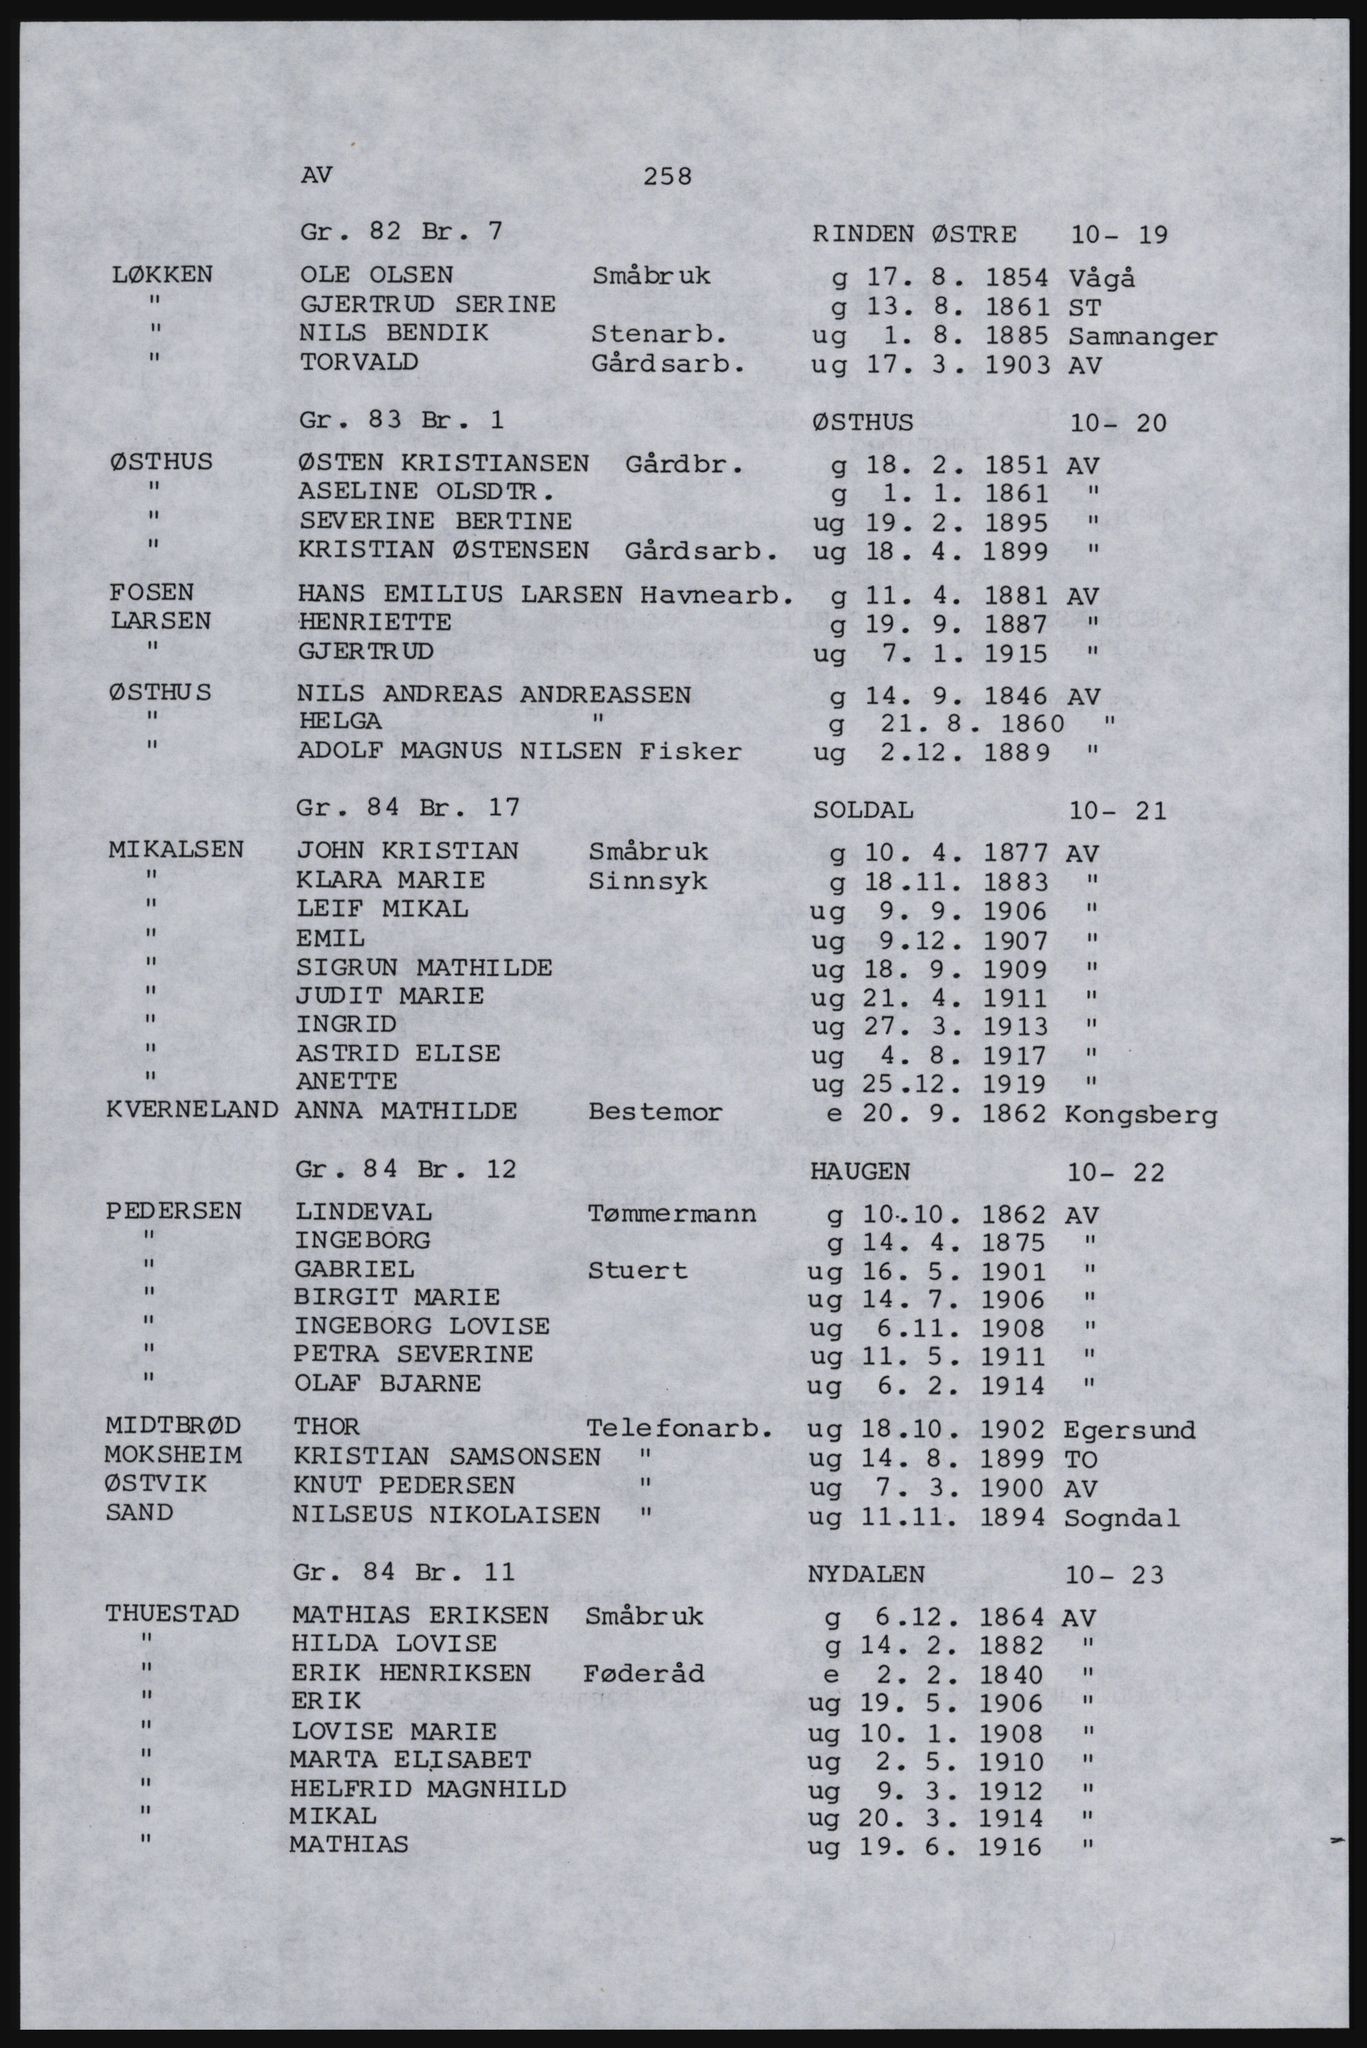 AV 258
Gr. 82 Br. 7 RINDEN ØSTRE 10- 19
LØKKEN OLE OLSEN Småbruk g 17. 8. 1854 Vågå
" GJERTRUD SERINE g 13. 8. 1861 ST
" NILS BENDIK Stenarb. ug 1. 8. 1885 Samnanger
" TORVALD Gårdsarb. ug 17. 3. 1903 AV
Gr. 83 Br. 1 ØSTHUS 10- 20
ØSTHUS ØSTEN KRISTIANSEN Gårdbr. g 18. 2. 1851 AV
" ASELINE OLSDTR. g 1. 1. 1861 "
" SEVERINE BERTINE ug 19. 2. 1895 "
" KRISTIAN ØSTENSEN Gårdsarb. ug 18. 4. 1899 "
FOSEN HANS EMILIUS LARSEN Havnearb. g 11. 4. 1881 AV
LARSEN HENRIETTE g 19. 9. 1887 "
" GJERTRUD ug 7. 1. 1915 "
ØSTHUS NILS ANDREAS ANDREASSEN g 14. 9. 1846 AV
" HELGA " g 21. 8. 1860 "
" ADOLF MAGNUS NILSEN Fisker ug 2.12. 1889 "
Gr. 84 Br. 17 SOLDAL 10- 21
MIKALSEN JOHN KRISTIAN Småbruk g 10. 4. 1877 AV
" KLARA MARIE Sinnsyk g 18.11. 1883 "
" LEIF MIKAL ug 9. 9. 1906 "
" EMIL ug 9.12. 1907 "
" SIGRUN MATHILDE ug 18. 9. 1909 "
" JUDIT MARIE ug 21. 4. 1911 "
" INGRID ug 27. 3. 1913 "
" ASTRID ELISE ug 4. 8. 1917 "
" ANETTE ug 25.12. 1919 "
KVERNELAND ANNA MATHILDE Bestemor e 20. 9. 1862 Kongsberg
Gr. 84 Br. 12 HAUGEN 10- 22
PEDERSEN LINDEVAL Tømmermann g 10.10. 1862 AV
" INGEBORG g 14. 4. 1875 "
" GABRIEL Stuert ug 16. 5. 1901 "
" BIRGIT MARIE ug 14. 7. 1906 "
" INGEBORG LOVISE ug 6.11. 1908 "
" PETRA SEVERINE ug 11. 5. 1911 "
" OLAF BJARNE ug 6. 2. 1914 "
MIDTBRØD THOR Telefonarb. ug 18.10. 1902 Egersund
MOKSHEIM KRISTIAN SAMSONSEN " ug 14. 8. 1899 TO
ØSTVIK KNUT PEDERSEN " ug 7. 3. 1900 AV
SAND NILSEUS NIKOLAISEN " ug 11.11. 1894 Sogndal
Gr. 84 Br. 11 NYDALEN 10- 23
THUESTAD MATHIAS ERIKSEN Småbruk g 6.12. 1864 AV
" HILDA LOVISE g 14. 2. 1882 "
" ERIK HENRIKSEN Føderåd e 2. 2. 1840 "
" ERIK ug 19. 5. 1906 "
" LOVISE MARIE ug 10. 1. 1908 "
" MARTA ELISABET ug 2. 5. 1910 "
" HELFRID MAGNHILD ug 9. 3. 1912 "
" MIKAL ug 20. 3. 1914 "
" MATHIAS ug 19. 6. 1916 "